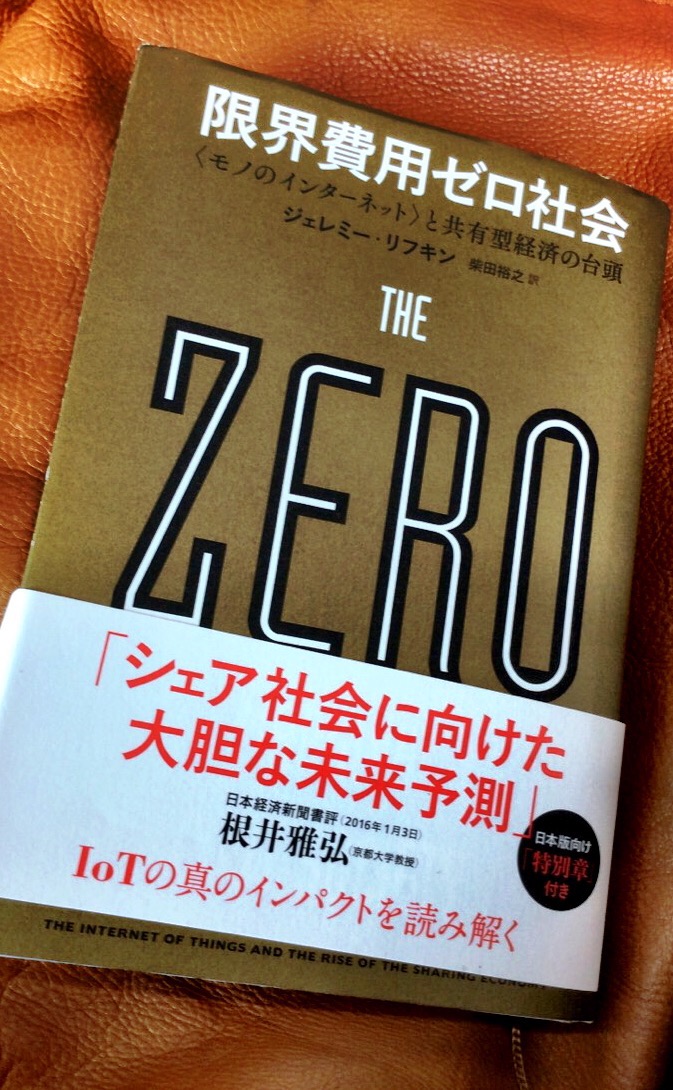 限界費用ゼロ社会
〈モノのインターネット〉と共有型経済の台頭
ジェレミー・リフキン 柴田裕之 訳
THE
ZERO
「シェア社会に向けた
大胆な未来予測」
日本経済新聞書評(2016年1月3日)
根井雅弘(京都大学教授)
日本版向け
「特別章」
付き
IoTの真のインパクトを読み解く
THE INTERNET OF THINGS AND THE RISE OF THE SHARING ECONOMY